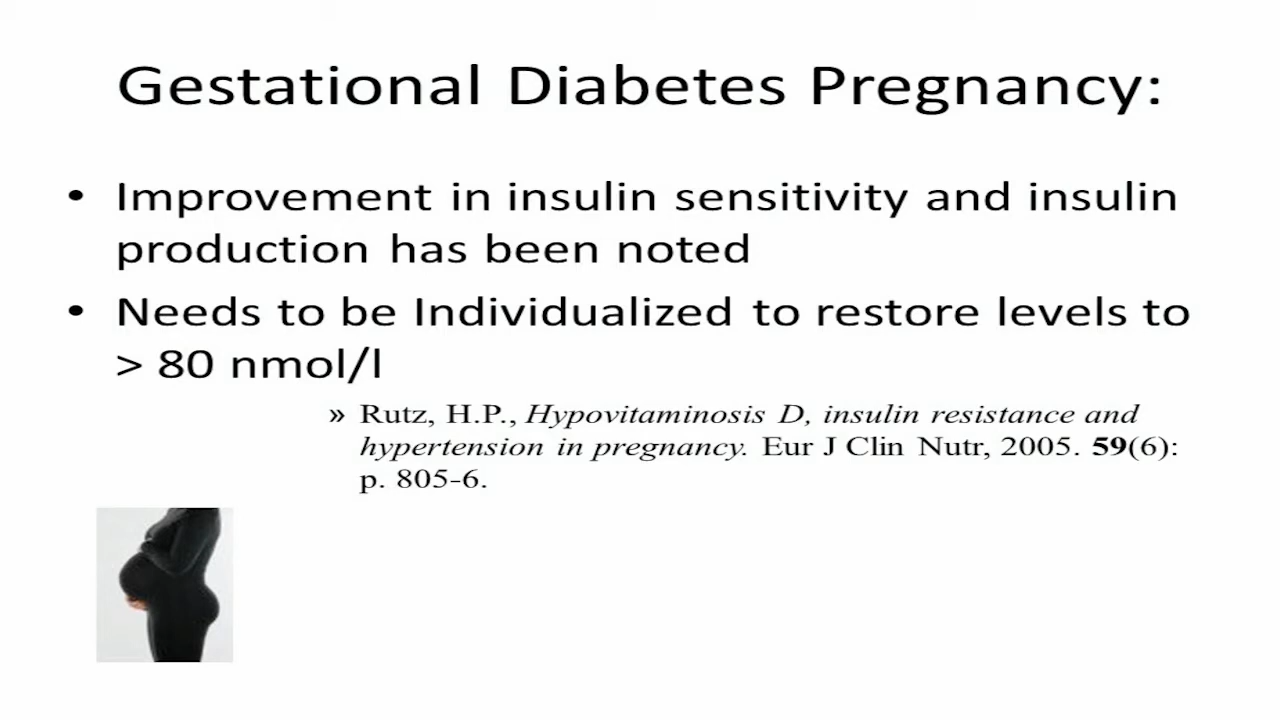 Gestational Diabetes Pregnancy:
• Improvement in insulin sensitivity and insulin
production has been noted
• Needs to be Individualized to restore levels to
> 80 nmol/l
» Rutz, H.P., Hypovitaminosis D, insulin resistance and
hypertension in pregnancy. Eur J Clin Nutr, 2005. 59(6):
p. 805-6.